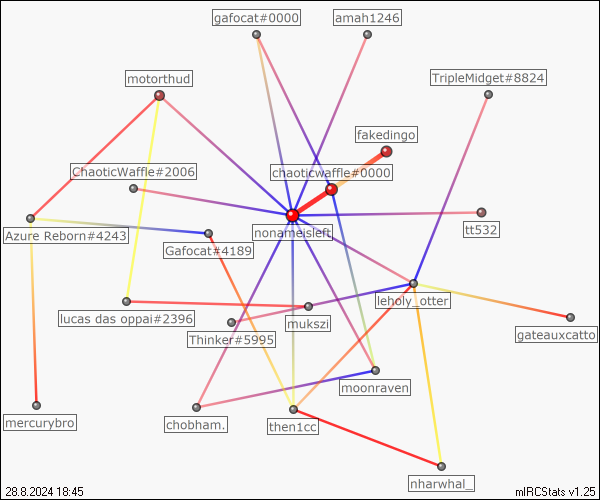 gafocat#0000
amah1246
motorthud
TripleMidget#8824
fakedingo
ChaoticWaffle#2006
chaoticwaffle#0000
Azure Reborn#4243
nonameisleft
tt532
Gafocat#4189
lucas das oppai#2396
mukszi
leholy_otter
Thinker#5995
gateauxcatto
moonraven
mercurybro
chobham.
then1cc
nharwhal_
28.8.2024 18:45
mIRCStats v1.25